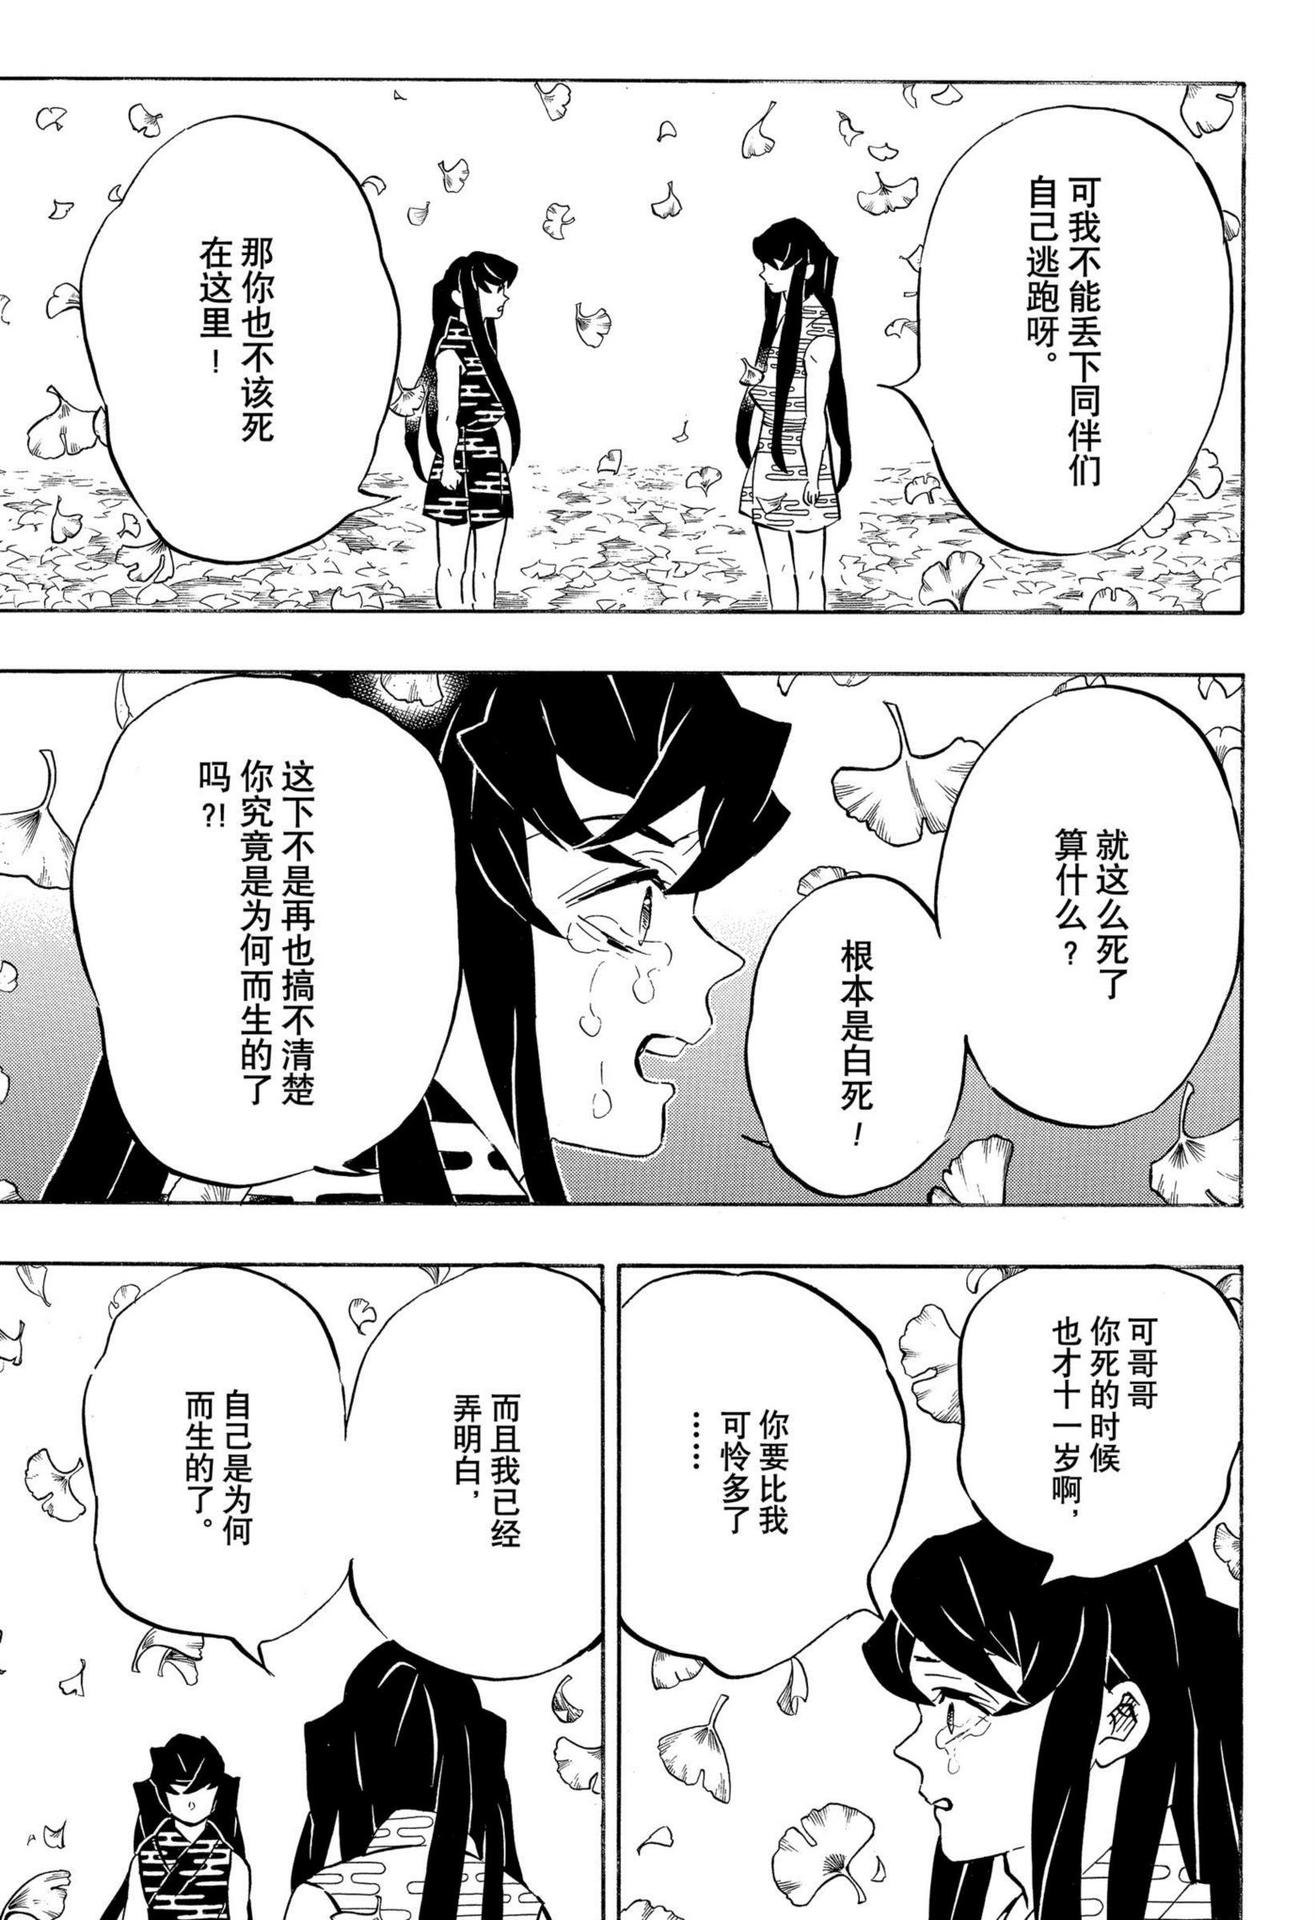 可我不能丢下同伴们
自己逃跑呀。
那你也不该死
在这里！
就这么死了
算什么？
根本是白死！
这下不是再也搞不清楚
你究竟是为何而生的了
吗?!
可哥哥
你死的时候
也才十一岁啊，
你要比我
可怜多了
……
而且我已经
弄明白，
自己是为何
而生的了。